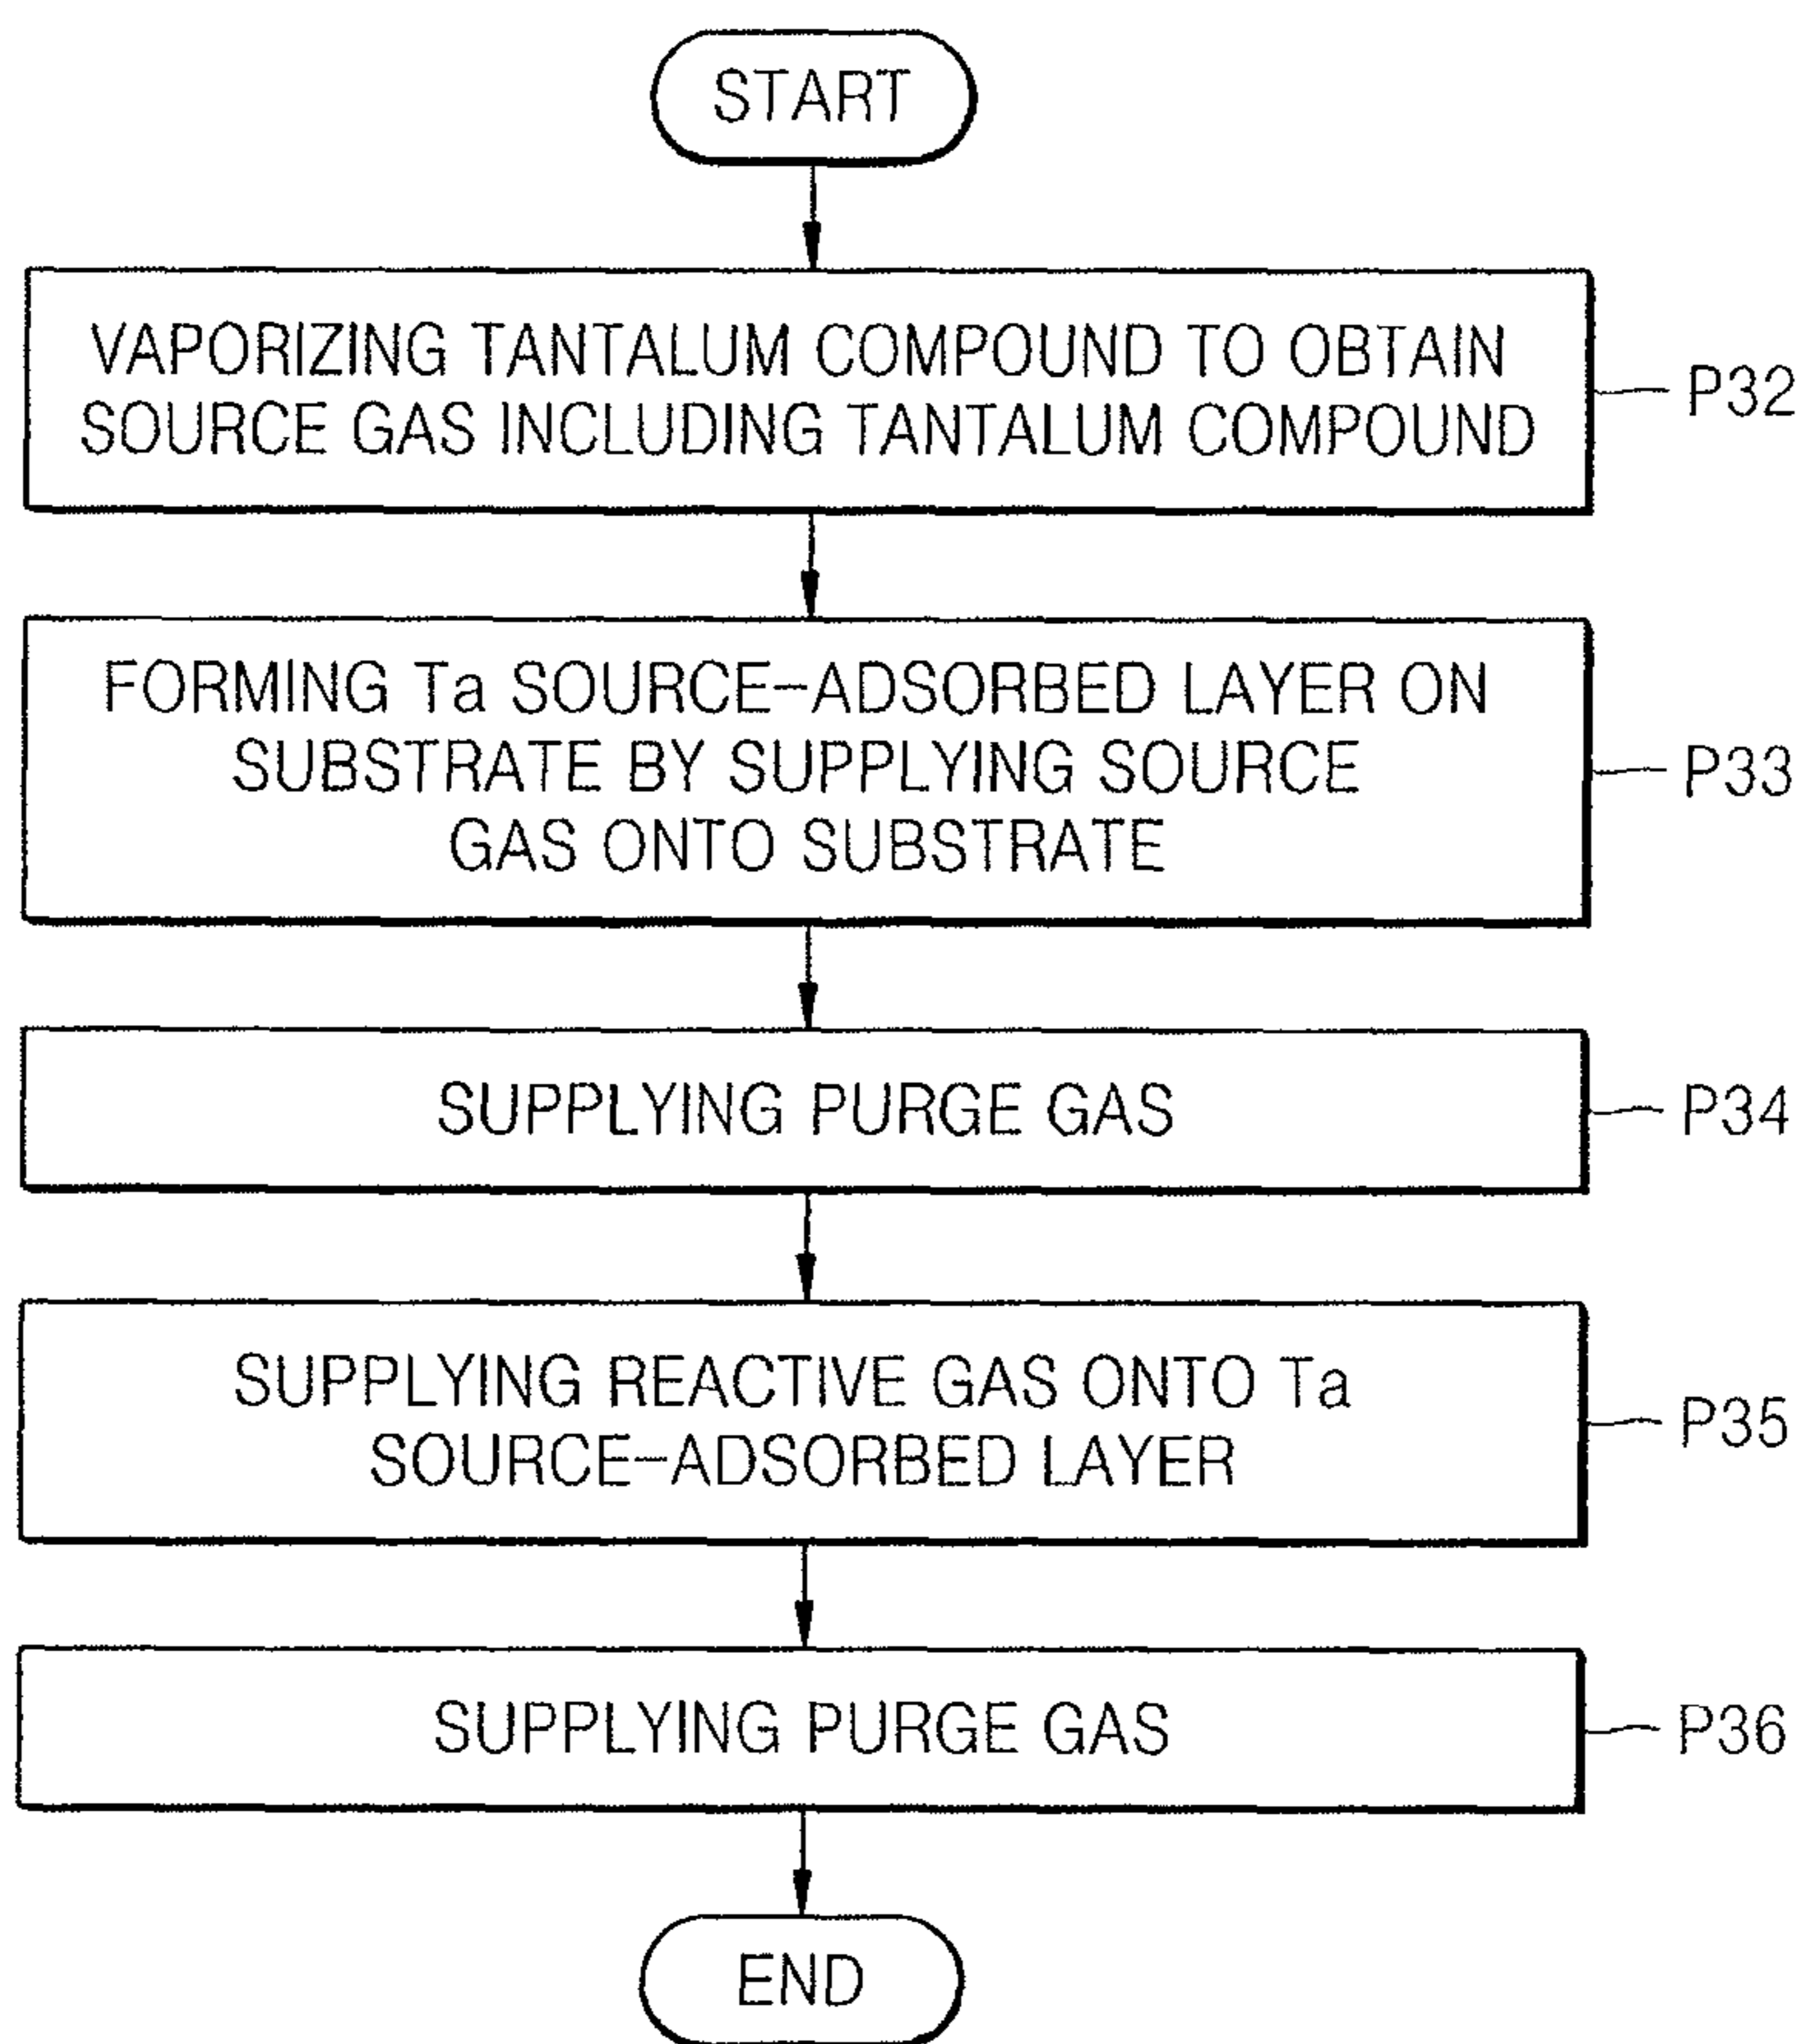 START
VAPORIZING TANTALUM COMPOUND TO OBTAIN
SOURCE GAS INCLUDING TANTALUM COMPOUND
P32
FORMING Ta SOURCE-ADSORBED LAYER ON
SUBSTRATE BY SUPPLYING SOURCE
GAS ONTO SUBSTRATE
P33
SUPPLYING PURGE GAS
P34
SUPPLYING REACTIVE GAS ONTO Ta
SOURCE-ADSORBED LAYER
P35
SUPPLYING PURGE GAS
P36
END